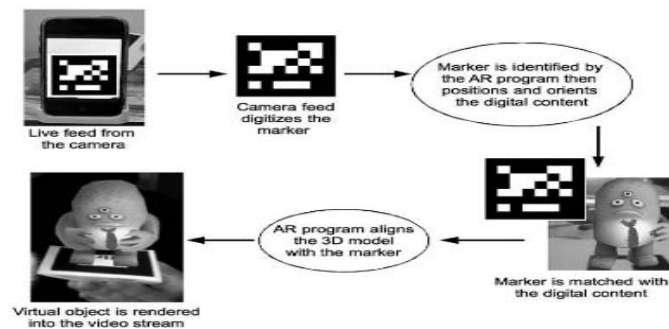 Live feed from
the camera
Camera feed
digitizes the
marker
Marker is identified by
the AR program then
positions and orients
the digital content
Marker is matched with
the digital content
AR program aligns
the 3D model
with the marker
Virtual object is rendered
into the video stream